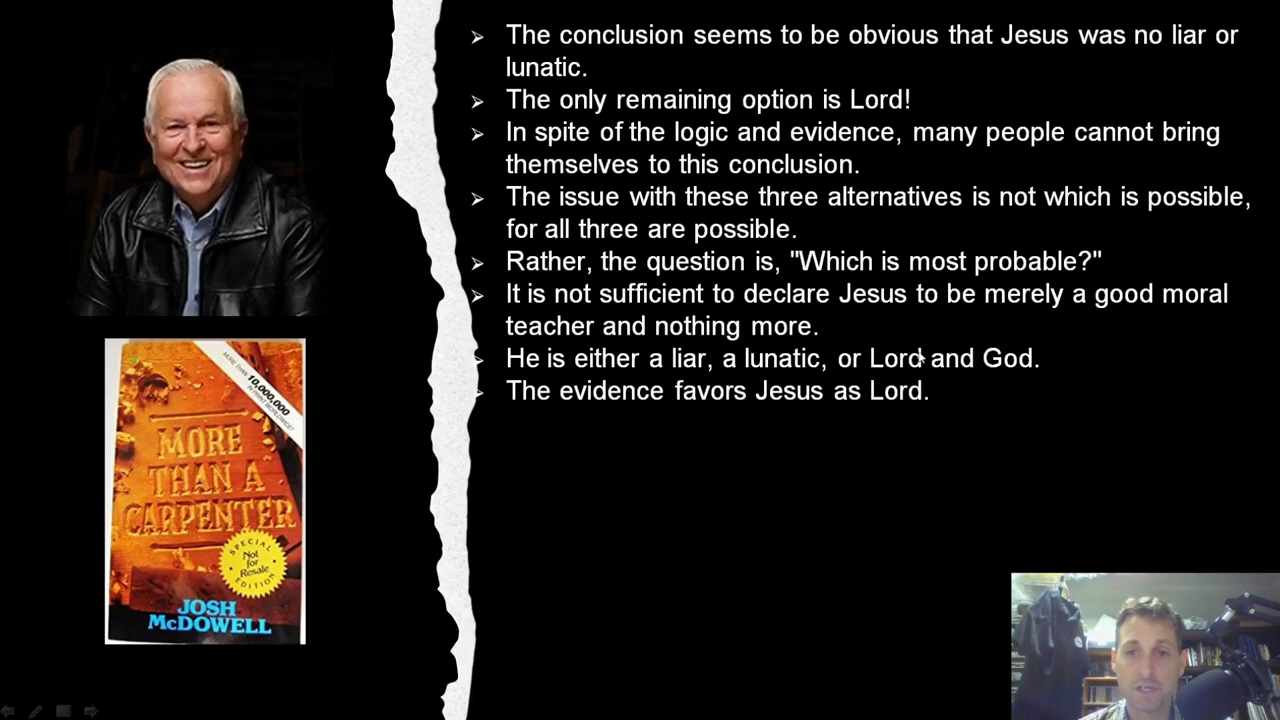 The conclusion seems to be obvious that Jesus was no liar or
lunatic.
The only remaining option is Lord!
In spite of the logic and evidence, many people cannot bring
themselves to this conclusion.
The issue with these three alternatives is not which is possible,
for all three are possible.
Rather, the question is, "Which is most probable?"
It is not sufficient to declare Jesus to be merely a good moral
teacher and nothing more.
He is either a liar, a lunatic, or Lord and God.
The evidence favors Jesus as Lord.
MORE THAN
10,000,000
IN PRINT WORLDWIDE!
MORE
THAN A
CARPENTER
SPECIAL
Not
for
Resale
EDITION
JOSH
McDOWELL